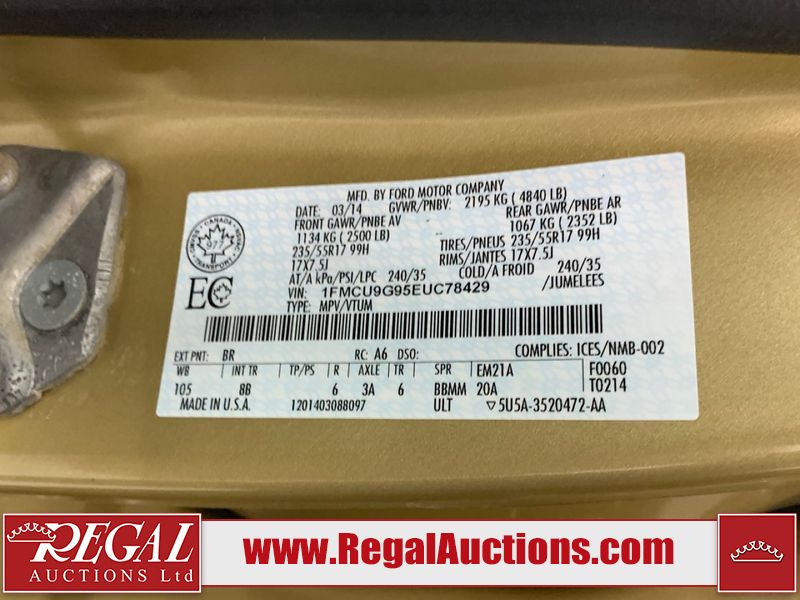 MFD. BY FORD MOTOR COMPANY
DATE: 03/14 GVWR/PNBV: 2195 KG ( 4840 LB)
FRONT GAWR/PNBE AV REAR GAWR/PNBE AR
1134 KG ( 2500 LB) 1067 KG ( 2352 LB)
235/55R17 99H TIRES/PNEUS 235/55R17 99H
17X7.5J RIMS/JANTES 17X7.5J
AT/A kPa/PSI/LPC 240/35 COLD/A FROID 240/35
VIN: 1FMCU9G95EUC78429 /JUMELEES
TYPE: MPV/VTUM
CANADA
977
TRANSPORT
EC
EXT PNT: BR RC: A6 DSO: COMPLIES: ICES/NMB-002
WB INT TR TP/PS R AXLE TR SPR EM21A F0060
105 8B 6 3A 6 BBMM 20A T0214
MADE IN U.S.A. 1201403088097 ULT ▽5U5A-3520472-AA
REGAL
AUCTIONS Ltd
www.RegalAuctions.com